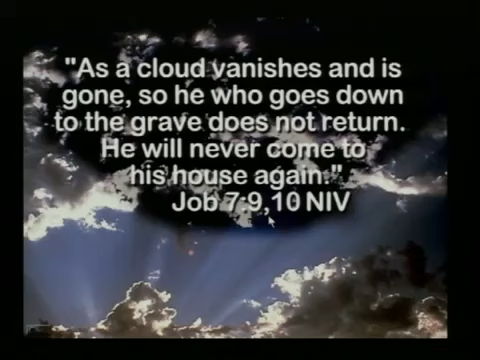 "As a cloud vanishes and is
gone, so he who goes down
to the grave does not return.
He will never come to
his house again."
Job 7:9,10 NIV